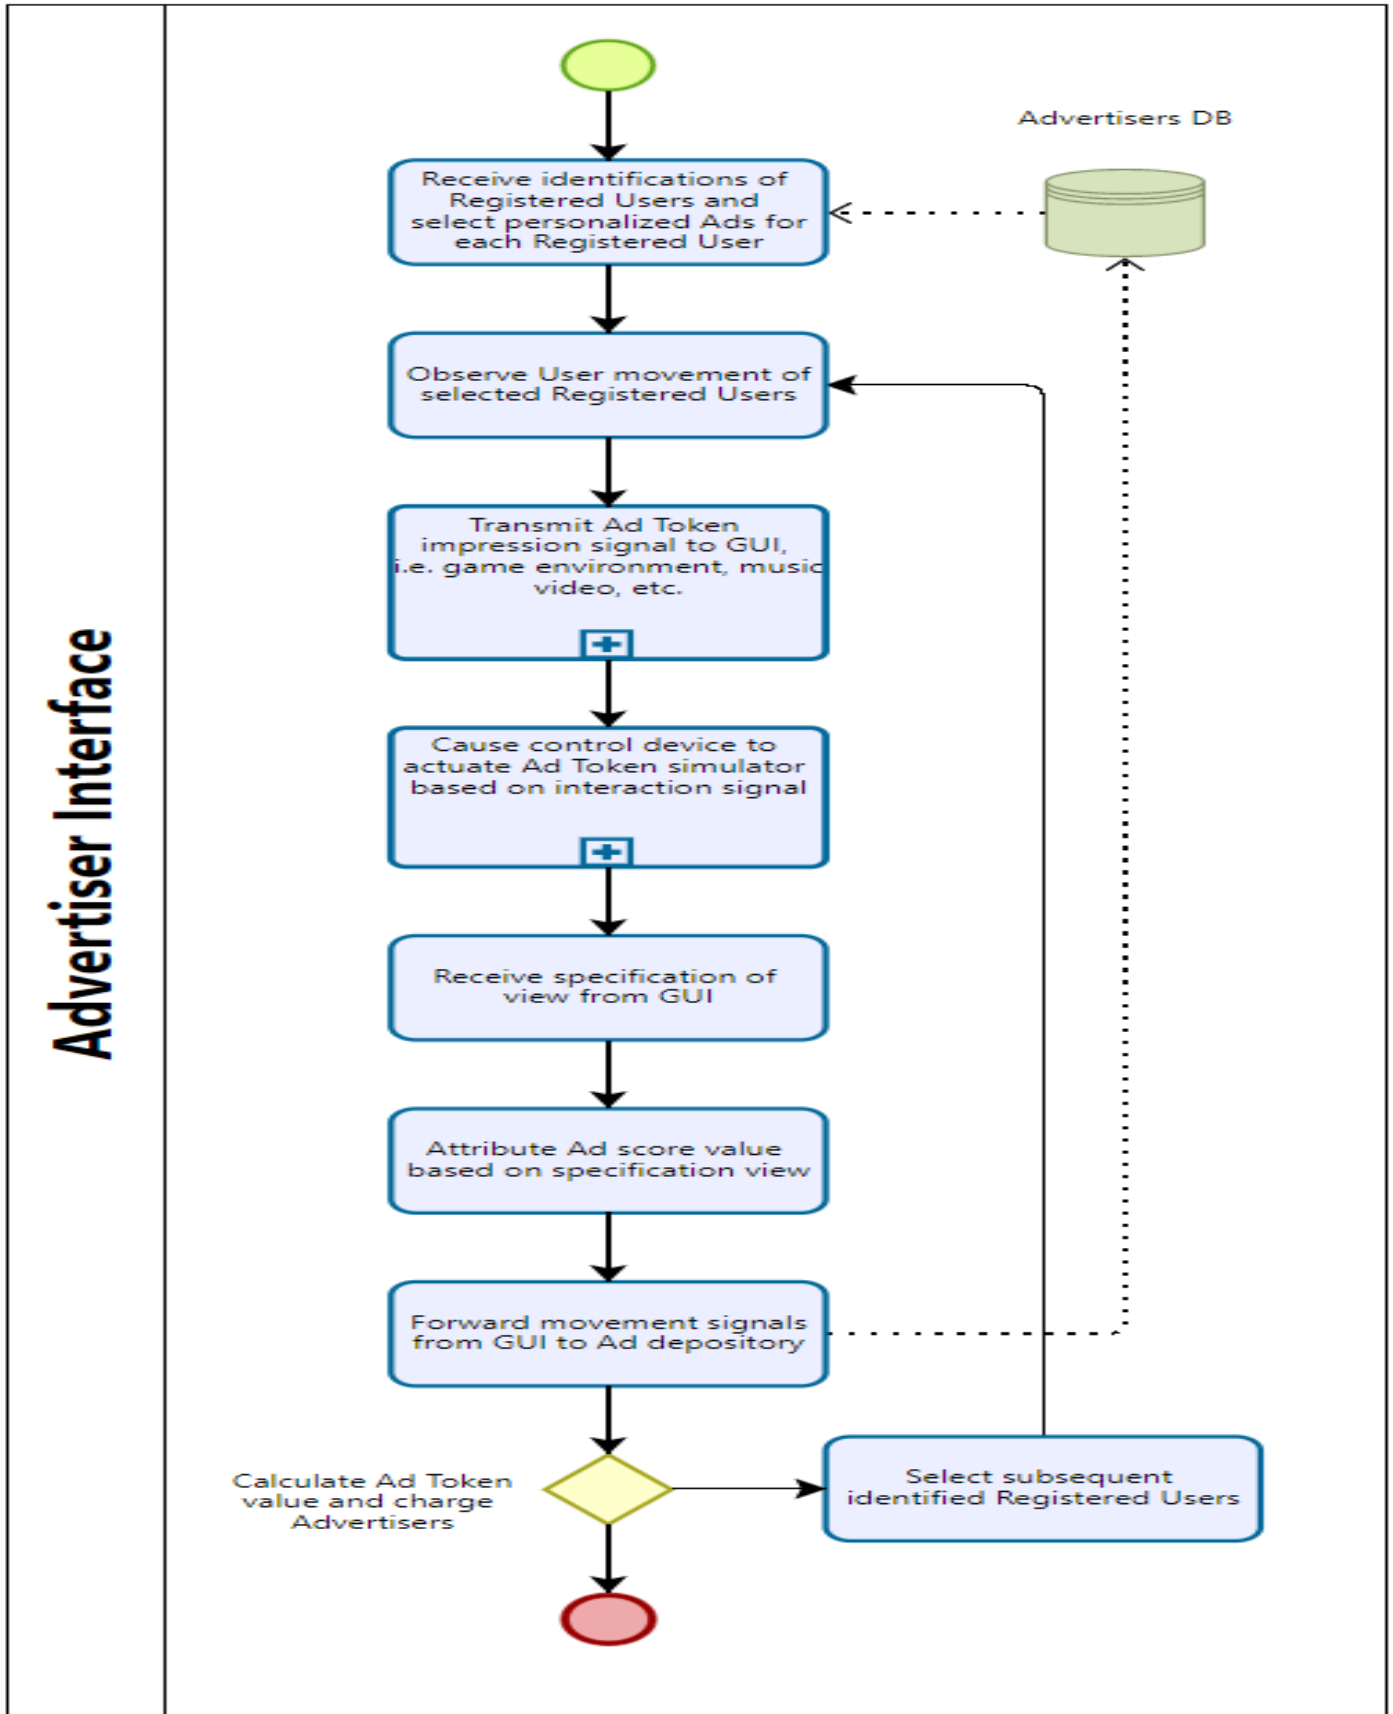 Advertiser Interface
Advertisers DB
Receive identifications of
Registered Users and
select personalized Ads for
each Registered User
Observe User movement of
selected Registered Users
Transmit Ad Token
impression signal to GUI,
i.e. game environment, music
video, etc.
Cause control device to
actuate Ad Token simulator
based on interaction signal
Receive specification of
view from GUI
Attribute Ad score value
based on specification view
Forward movement signals
from GUI to Ad depository
Calculate Ad Token
value and charge
Advertisers
Select subsequent
identified Registered Users